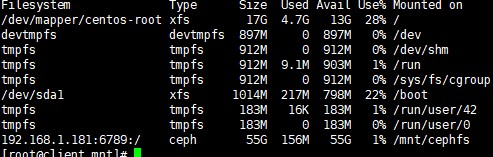 Filesystem Type Size Used Avail Use% Mounted on
/dev/mapper/centos-root xfs 17G 4.7G 13G 28% /
devtmpfs devtmpfs 897M 0 897M 0% /dev
tmpfs tmpfs 912M 0 912M 0% /dev/shm
tmpfs tmpfs 912M 9.1M 903M 1% /run
tmpfs tmpfs 912M 0 912M 0% /sys/fs/cgroup
/dev/sda1 xfs 1014M 217M 798M 22% /boot
tmpfs tmpfs 183M 16K 183M 1% /run/user/42
tmpfs tmpfs 183M 0 183M 0% /run/user/0
192.168.1.181:6789:/ ceph 55G 156M 55G 1% /mnt/cephfs
[root@client mnt]#